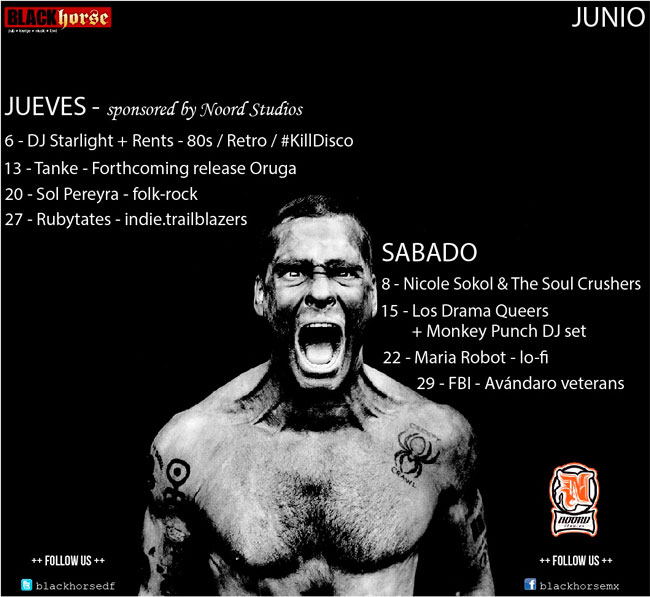 BLACKhorse
JUNIO
JUEVES - sponsored by Noord Studios
6 - DJ Starlight + Rents - 80s / Retro / #KillDisco
13 - Tanke - Forthcoming release Oruga
20 - Sol Pereyra - folk-rock
27 - Rubytates - indie.trailblazers
SABADO
8 - Nicole Sokol & The Soul Crushers
15 - Los Drama Queers
+ Monkey Punch DJ set
22 - Maria Robot - lo-fi
29 - FBI - Avándaro veterans
CREEPY
CRAWL
N
NOORD
studios
++ FOLLOW US ++
blackhorsedf
++ FOLLOW US ++
blackhorsemx